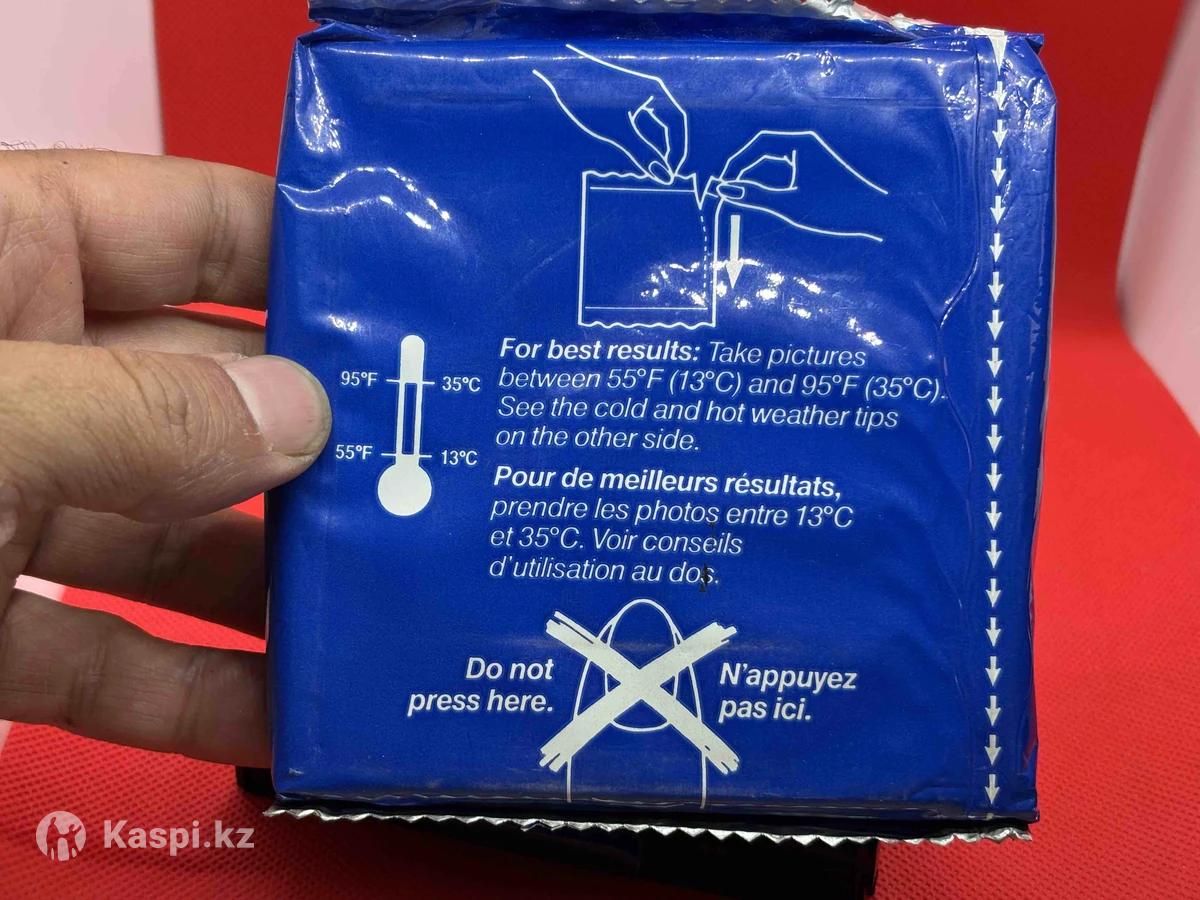 For best results: Take pictures
95°F 35°C between 55°F (13°C) and 95°F (35°C).
See the cold and hot weather tips
on the other side.
55°F 13°C
Pour de meilleurs résultats,
prendre les photos entre 13°C
et 35°C. Voir conseils
d'utilisation au dos.
Do not
press here.
N'appuyez
pas ici.
Kaspi.kz